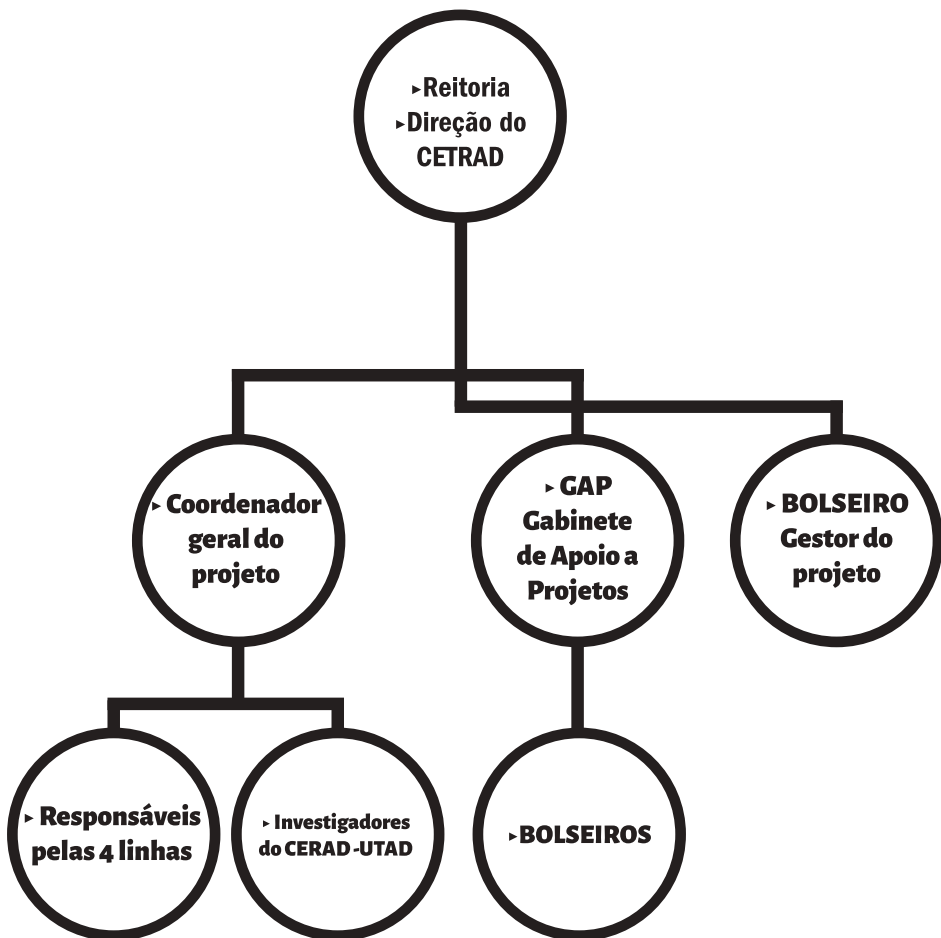 ▸Reitoria
▸Direção do
CETRAD
▸ Coordenador
geral do
projeto
▸ GAP
Gabinete
de Apoio a
Projetos
▸ BOLSEIRO
Gestor do
projeto
▸ Responsáveis
pelas 4 linhas
▸ Investigadores
do CERAD-UTAD
▸BOLSEIROS